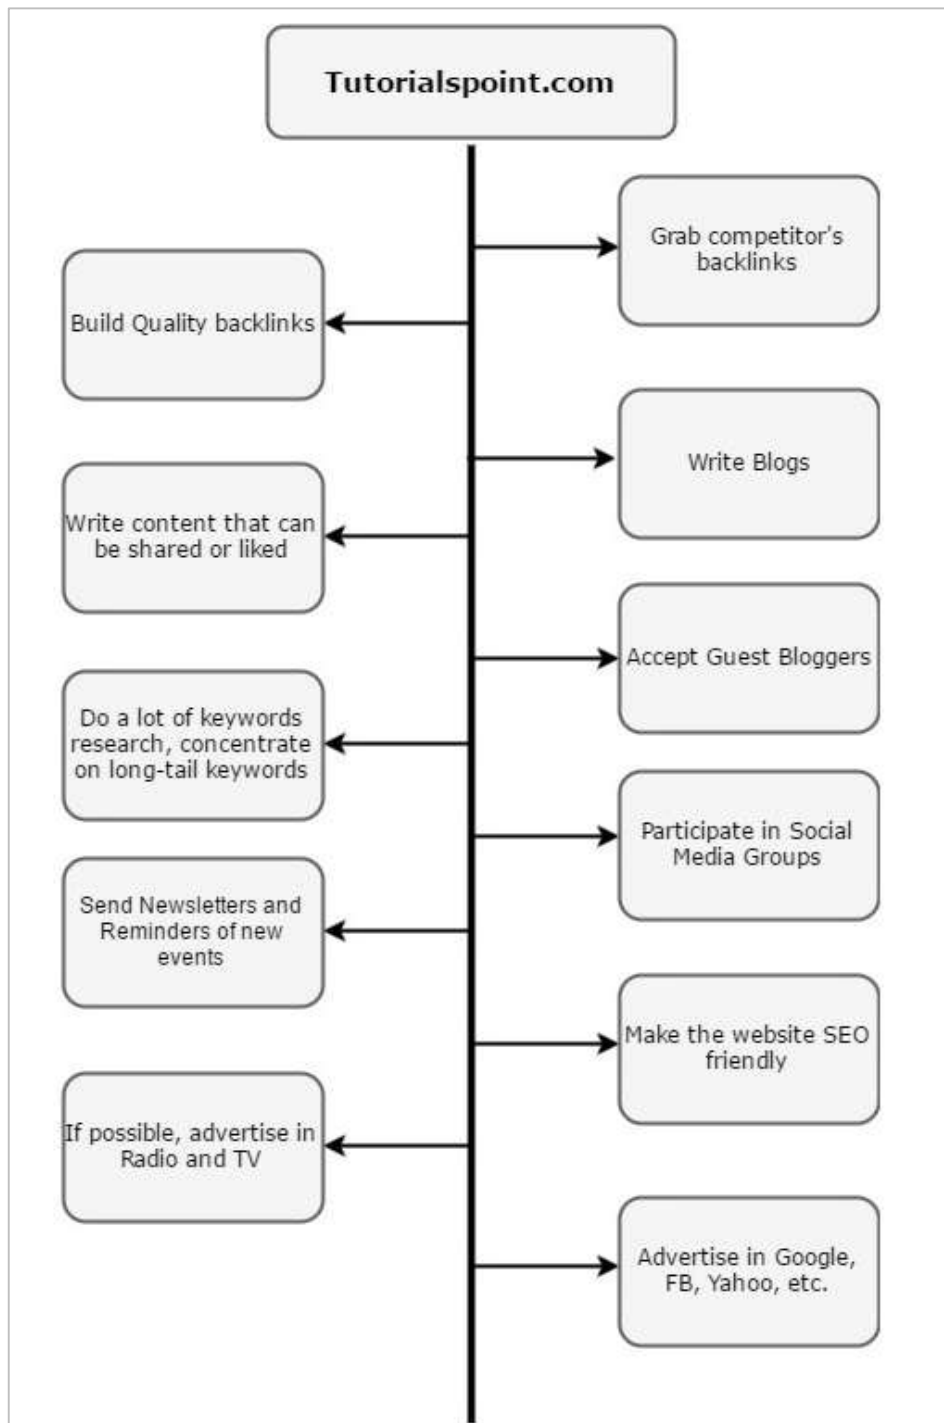 Tutorialspoint.com
Grab competitor's
backlinks
Build Quality backlinks
Write Blogs
Write content that can
be shared or liked
Accept Guest Bloggers
Do a lot of keywords
research, concentrate
on long-tail keywords
Participate in Social
Media Groups
Send Newsletters and
Reminders of new
events
Make the website SEO
friendly
If possible, advertise in
Radio and TV
Advertise in Google,
FB, Yahoo, etc.